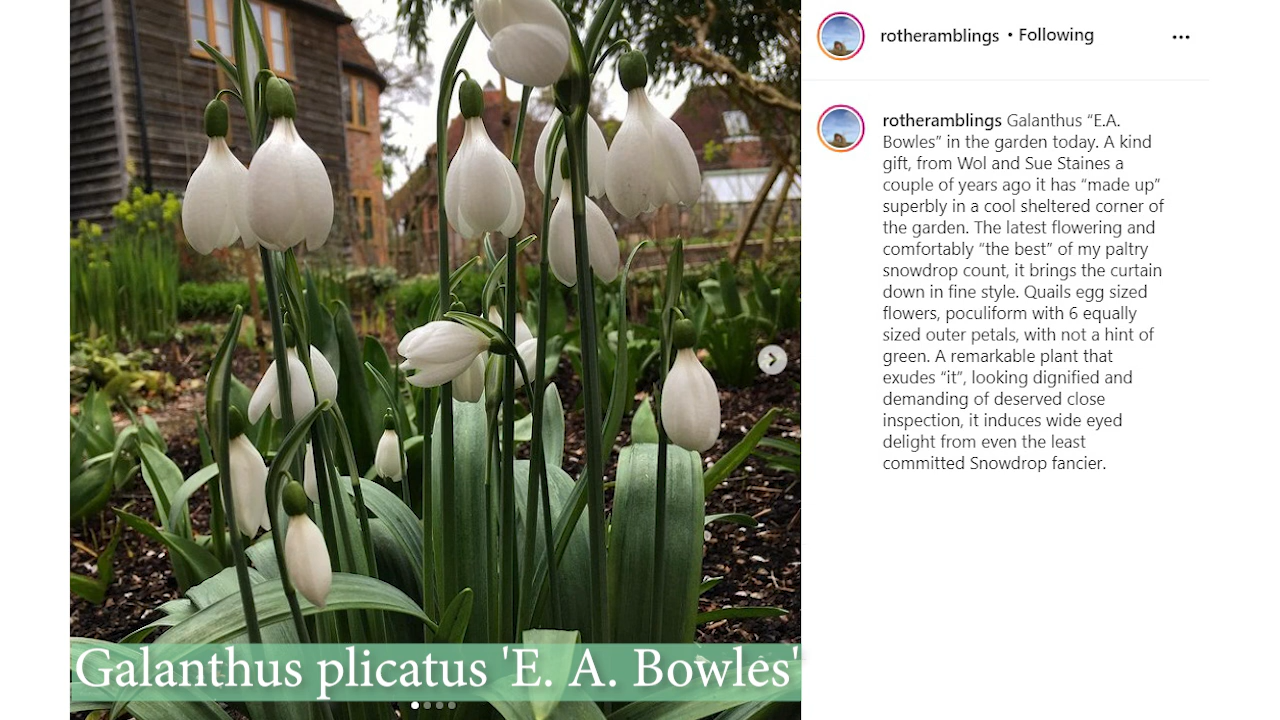 rotheramblings • Following
rotheramblings Galanthus “E.A.
Bowles” in the garden today. A kind
gift, from Wol and Sue Staines a
couple of years ago it has “made up”
superbly in a cool sheltered corner of
the garden. The latest flowering and
comfortably “the best” of my paltry
snowdrop count, it brings the curtain
down in fine style. Quails egg sized
flowers, poculiform with 6 equally
sized outer petals, with not a hint of
green. A remarkable plant that
exudes “it”, looking dignified and
demanding of deserved close
inspection, it induces wide eyed
delight from even the least
committed Snowdrop fancier.
Galanthus plicatus 'E. A. Bowles'